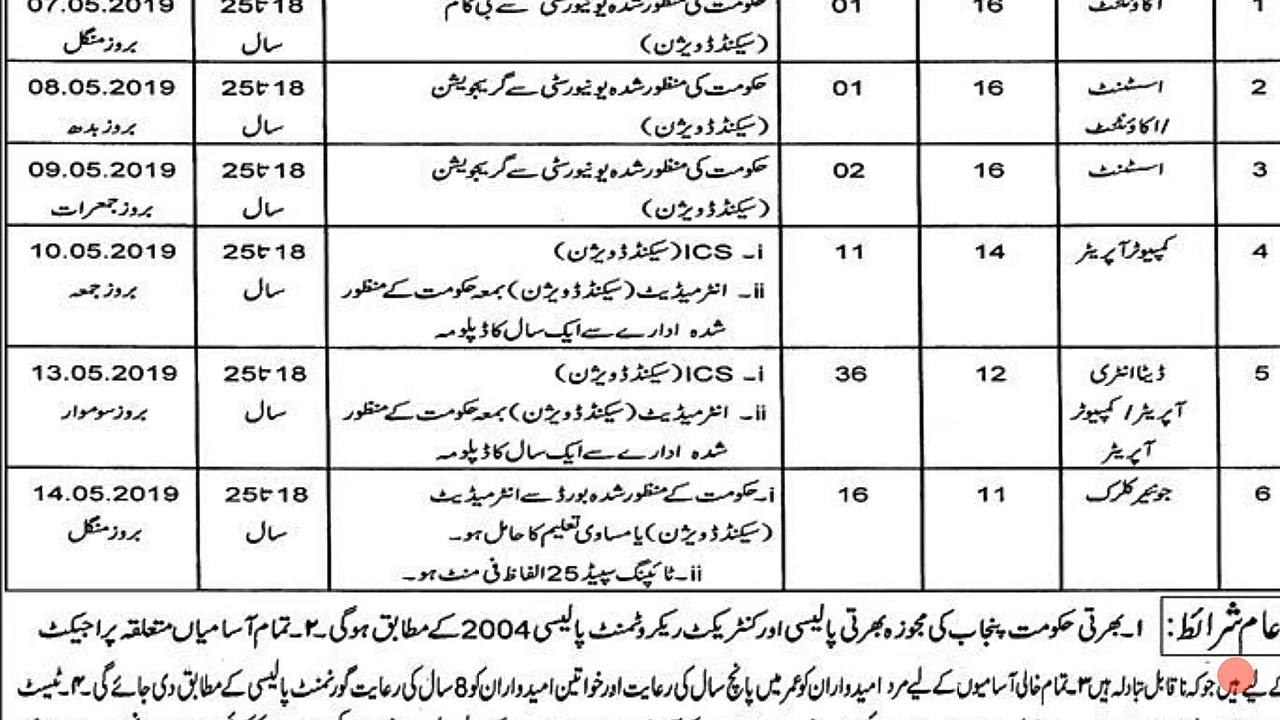 1 اکاؤنٹنٹ 16 01 حکومت کی منظور شدہ یونیورسٹی سے بی کام 18 تا 25 07.05.2019
(سیکنڈ ڈویژن) سال بروز منگل
2 اسسٹنٹ 16 01 حکومت کی منظور شدہ یونیورسٹی سے گریجویشن 18 تا 25 08.05.2019
/اکاؤنٹنٹ (سیکنڈ ڈویژن) سال بروز بدھ
3 اسسٹنٹ 16 02 حکومت کی منظور شدہ یونیورسٹی سے گریجویشن 18 تا 25 09.05.2019
(سیکنڈ ڈویژن) سال بروز جمعرات
4 کمپیوٹر آپریٹر 14 11 i۔ ICS (سیکنڈ ڈویژن) 18 تا 25 10.05.2019
ii۔ انٹرمیڈیٹ (سیکنڈ ڈویژن) بمعہ حکومت کے منظور سال بروز جمعہ
شدہ ادارے سے ایک سال کا ڈپلومہ
5 ڈیٹا انٹری 12 36 i۔ ICS (سیکنڈ ڈویژن) 18 تا 25 13.05.2019
آپریٹر / کمپیوٹر ii۔ انٹرمیڈیٹ (سیکنڈ ڈویژن) بمعہ حکومت کے منظور سال بروز سوموار
آپریٹر شدہ ادارے سے ایک سال کا ڈپلومہ
6 جونیئر کلرک 11 16 i۔ حکومت کے منظور شدہ بورڈ سے انٹرمیڈیٹ 18 تا 25 14.05.2019
(سیکنڈ ڈویژن) یا مساوی تعلیم کا حامل ہو۔ سال بروز منگل
ii۔ ٹائپنگ سپیڈ 25 الفاظ فی منٹ ہو۔
عام شرائط: ۱۔ بھرتی حکومت پنجاب کی مجوزہ بھرتی پالیسی اور کنٹریکٹ ریکروٹمنٹ پالیسی 2004 کے مطابق ہوگی۔ ۲۔ تمام آسامیاں متعلقہ پراجیکٹ
کے لیے ہیں جو کہ ناقابل تبادلہ ہیں ۳۔ تمام خالی آسامیوں کے لیے مرد امیدواران کو عمر میں پانچ سال کی رعایت اور خواتین امیدواران کو 8 سال کی رعایت گورنمنٹ پالیسی کے مطابق دی جائے گی۔ ۴۔ ٹیسٹ